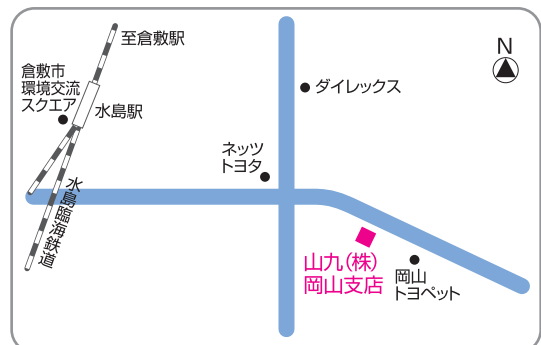 至倉敷駅
N
倉敷市
環境交流
スクエア
水島駅
ダイレックス
ネッツ
トヨタ
水島臨海鉄道
山九(株)
岡山支店
岡山
トヨペット